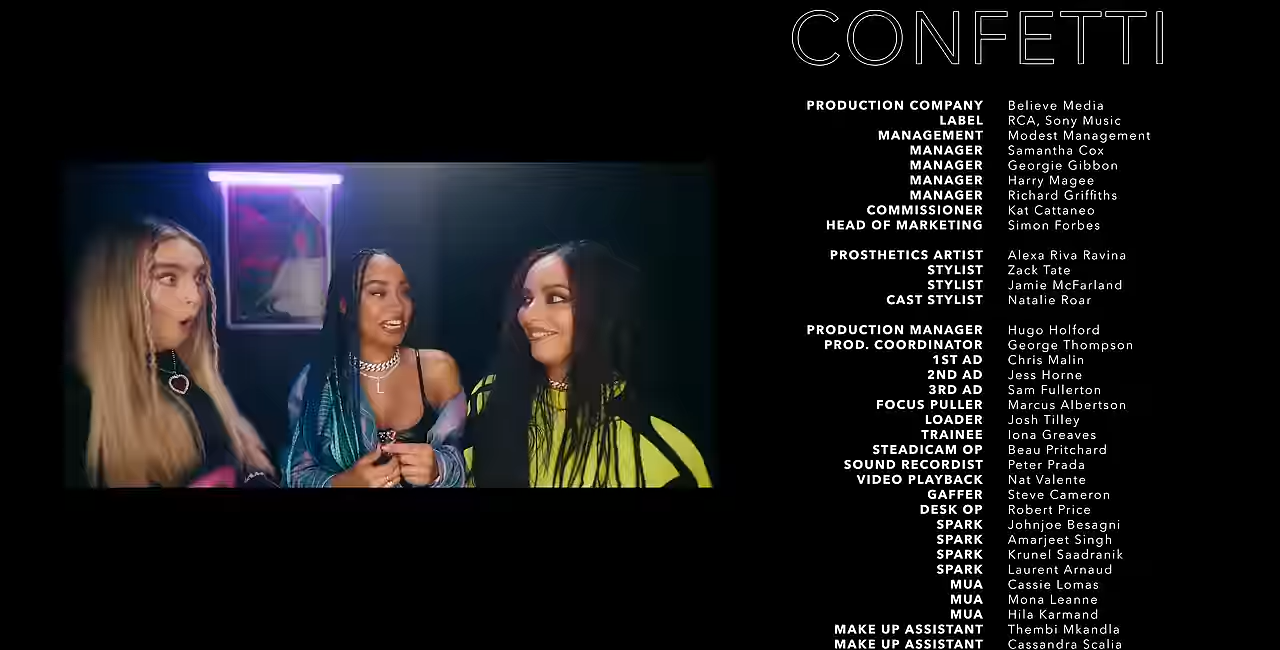 CONFETTI
PRODUCTION COMPANY Believe Media
LABEL RCA, Sony Music
MANAGEMENT Modest Management
MANAGER Samantha Cox
MANAGER Georgie Gibbon
MANAGER Harry Magee
MANAGER Richard Griffiths
COMMISSIONER Kat Cattaneo
HEAD OF MARKETING Simon Forbes
PROSTHETICS ARTIST Alexa Riva Ravina
STYLIST Zack Tate
STYLIST Jamie McFarland
CAST STYLIST Natalie Roar
PRODUCTION MANAGER Hugo Holford
PROD. COORDINATOR George Thompson
1ST AD Chris Malin
2ND AD Jess Horne
3RD AD Sam Fullerton
FOCUS PULLER Marcus Albertson
LOADER Josh Tilley
TRAINEE Iona Greaves
STEADICAM OP Beau Pritchard
SOUND RECORDIST Peter Prada
VIDEO PLAYBACK Nat Valente
GAFFER Steve Cameron
DESK OP Robert Price
SPARK Johnjoe Besagni
SPARK Amarjeet Singh
SPARK Krunel Saadranik
SPARK Laurent Arnaud
MUA Cassie Lomas
MUA Mona Leanne
MUA Hila Karmand
MAKE UP ASSISTANT Thembi Mkandla
MAKE UP ASSISTANT Cassandra Scalia
L